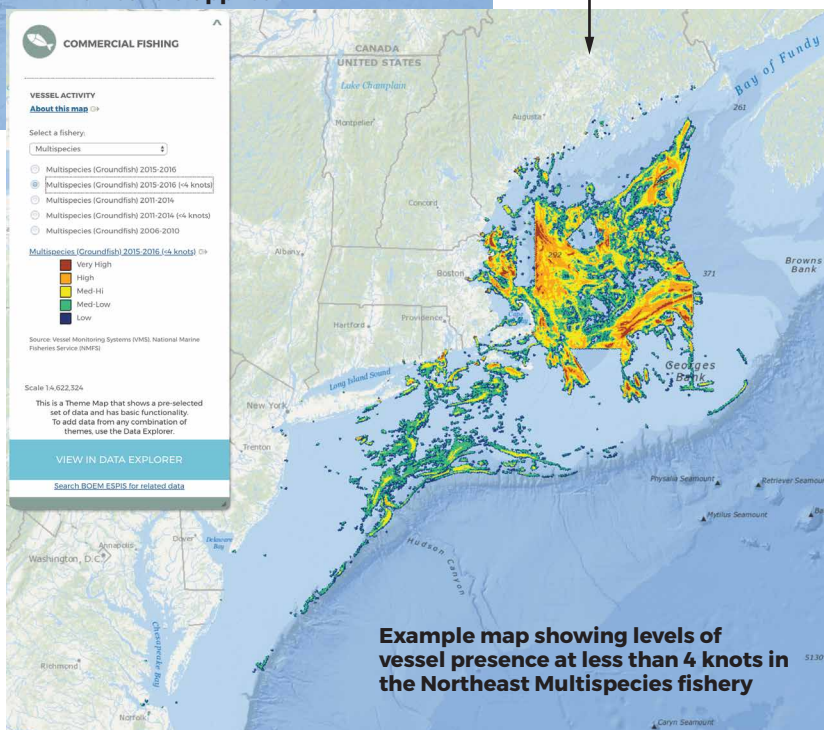 COMMERCIAL FISHING
VESSEL ACTIVITY
About this map
Select a fishery:
Multispecies
Multispecies (Groundfish) 2015-2016
Multispecies (Groundfish) 2015-2016 (<4 knots)
Multispecies (Groundfish) 2011-2014
Multispecies (Groundfish) 2011-2014 (<4 knots)
Multispecies (Groundfish) 2006-2010
Multispecies (Groundfish) 2015-2016 (<4 knots)
Very High
High
Med-Hi
Med-Low
Low
Source: Vessel Monitoring Systems (VMS), National Marine
Fisheries Service (NMFS)
Scale 1:4,622,324
This is a Theme Map that shows a pre-selected
set of data and has basic functionality.
To add data from any combination of
themes, use the Data Explorer.
VIEW IN DATA EXPLORER
Search BOEM ESPIS for related data
CANADA
UNITED STATES
Lake Champlain
Montpelier
Augusta
Bay of Fundy
261
Concord
Albany
Boston
292
371
Browns
Bank
Hartford
Providence
Long Island Sound
Georges
Bank
New York
Trenton
Physalia Seamount
Retriever Seamou
Mytilus Seamount
Annapolis
Dover
Delaware
Bay
Washington, D.C.
Hudson Canyon
Chesapeake Bay
Richmond
Norfolk
Example map showing levels of
vessel presence at less than 4 knots in
the Northeast Multispecies fishery
5130
Caryn Seamount